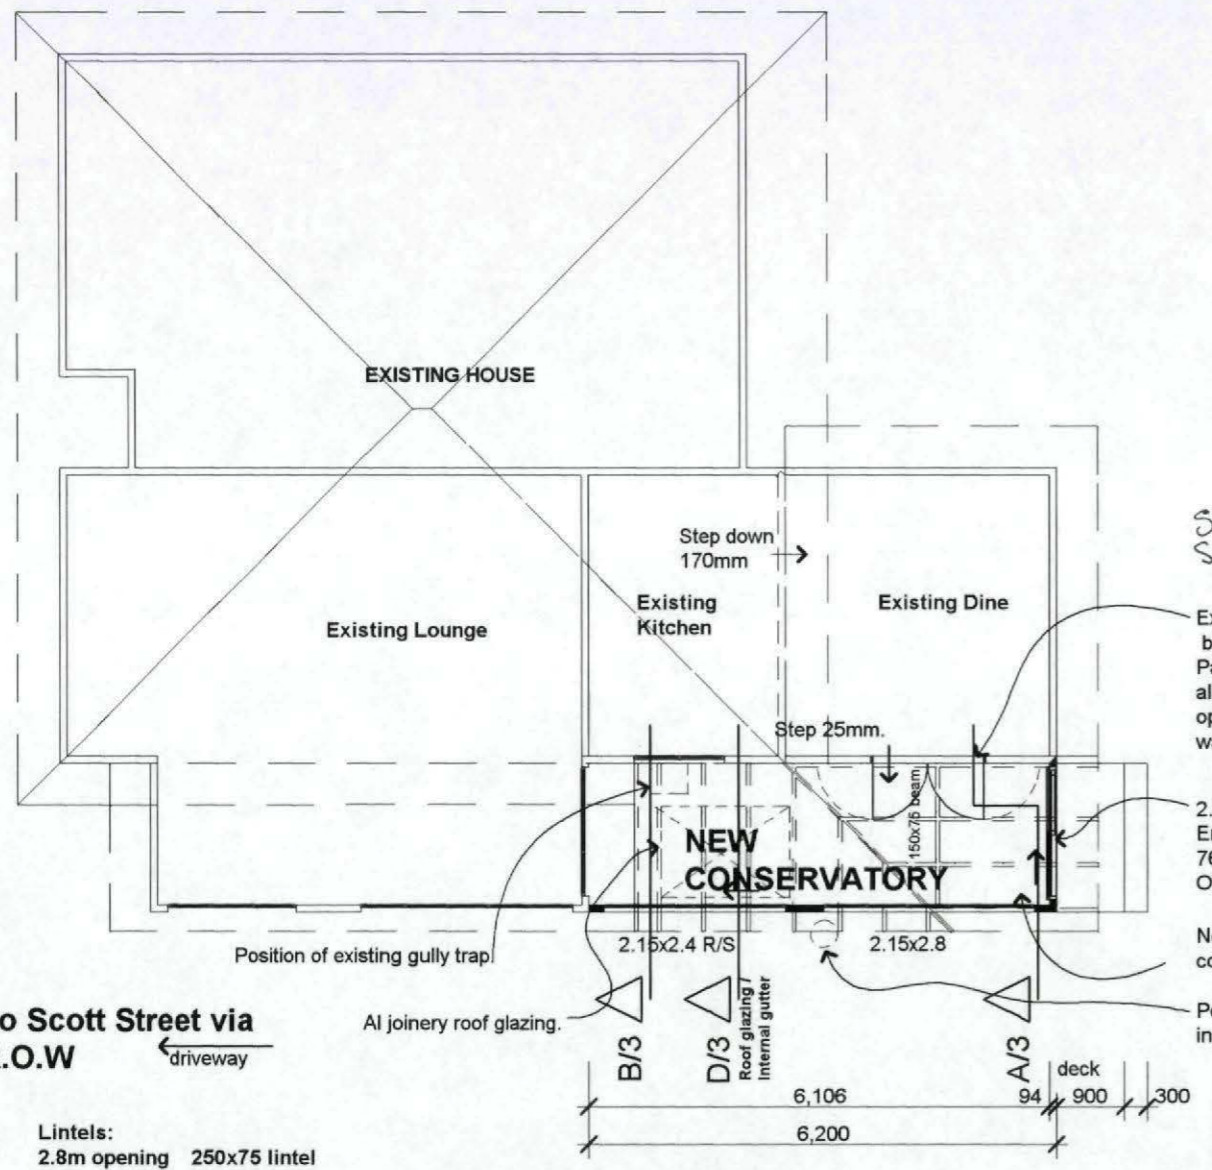 EXISTING HOUSE
Step down
170mm
Existing
Kitchen
Existing Dine
Existing Lounge
Step 25mm.
150x75 beam
NEW
CONSERVATORY
2.15x2.4 R/S
2.15x2.8
Position of existing gully trap
Al joinery roof glazing.
Scott Street via
driveway
B/3
D/3
Roof glazing /
Internal gutter
A/3
deck
6,106
94
900
300
6,200
Lintels:
2.8m opening 250x75 lintel